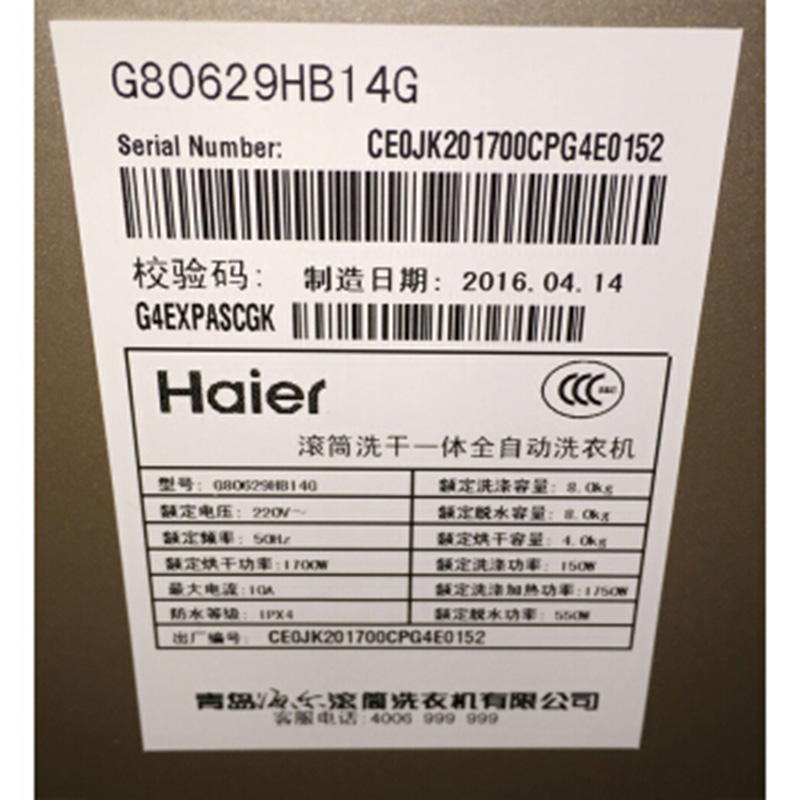 G80629HB14G
Serial Number: CE0JK201700CPG4E0152
校验码: 制造日期: 2016.04.14
G4EXPASCGK
Haier CCC S&E
滚筒洗干一体全自动洗衣机
型号: G80629HB14G 额定洗涤容量: 8.0kg
额定电压: 220V~ 额定脱水容量: 8.0kg
额定频率: 50Hz 额定烘干容量: 4.0kg
额定烘干功率:1700W 额定洗涤功率: 150W
最大电流:10A 额定洗涤加热功率:1750W
防水等级: IPX4 额定脱水功率: 550W
出厂编号: CE0JK201700CPG4E0152
青岛海尔滚筒洗衣机有限公司
客服电话:4006 999 999